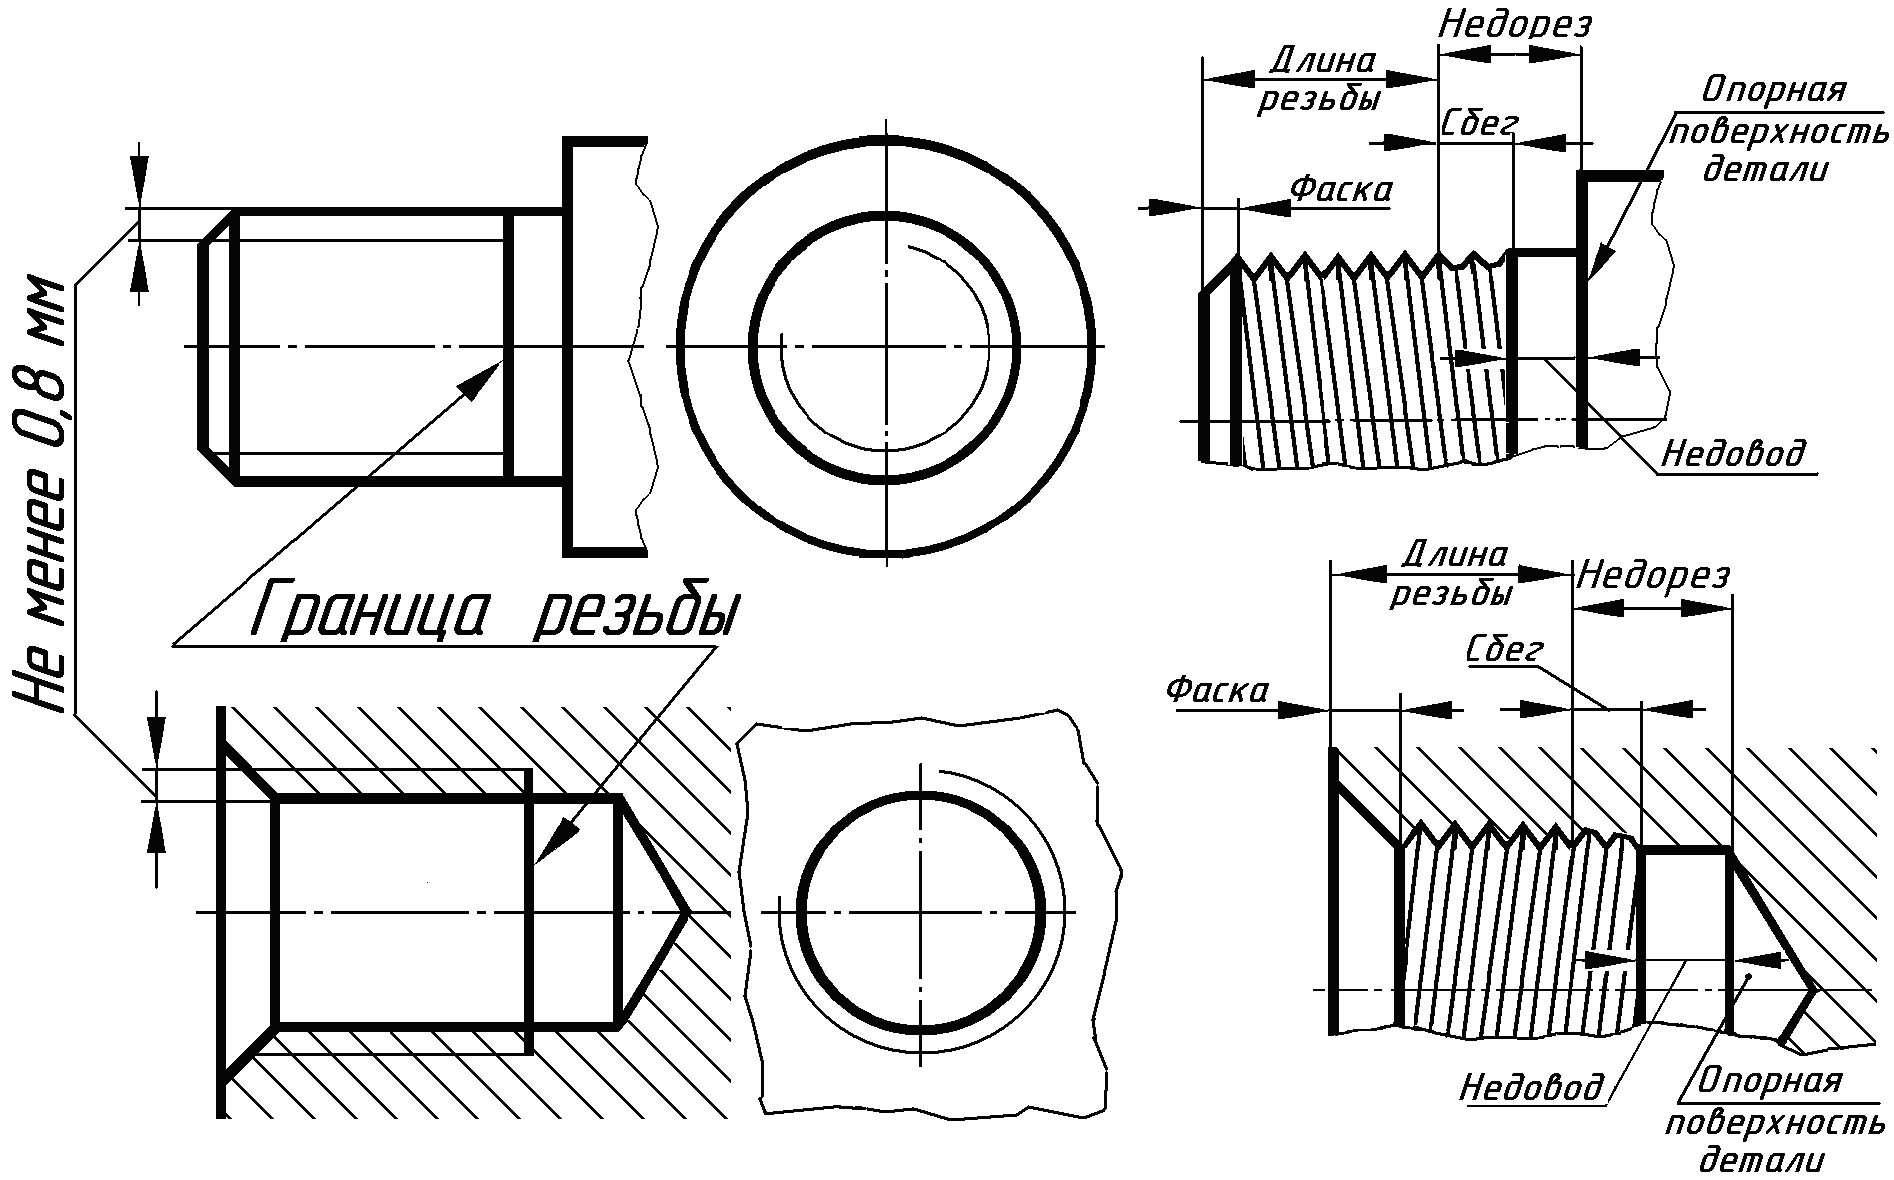 Не менее 0,8 мм
Граница резьбы
Недорез
Длина
резьбы
Сбег
Опорная
поверхность
детали
Фаска
Недовод
Длина
резьбы
Недорез
Сбег
Фаска
Недовод
Опорная
поверхность
детали